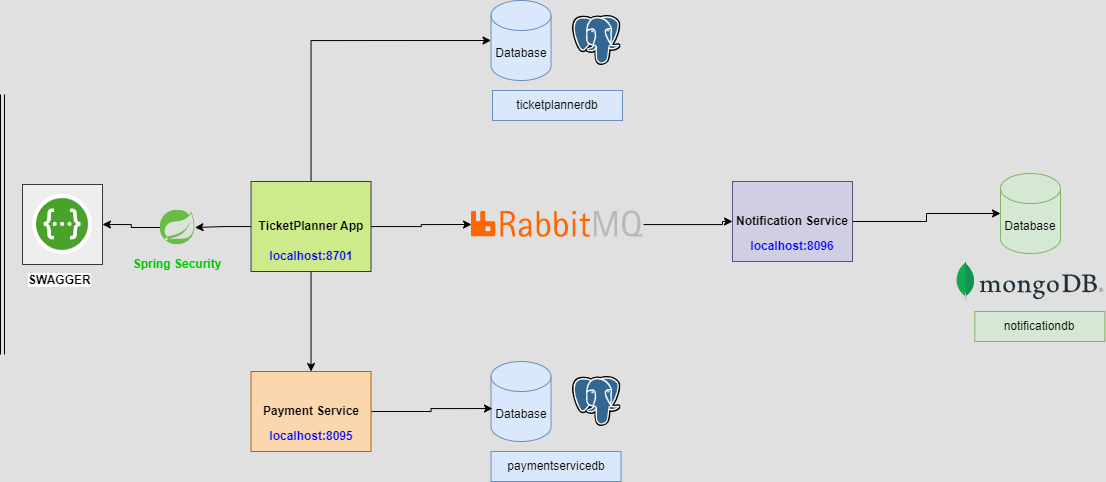 Database
ticketplannerdb
{...}
SWAGGER
Spring Security
TicketPlanner App
localhost:8701
RabbitMQ
Notification Service
localhost:8096
Database
mongoDB®
notificationdb
Payment Service
localhost:8095
Database
paymentservicedb